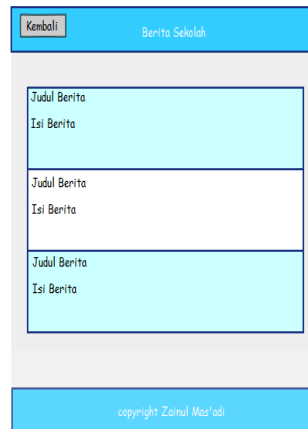 Kembali
Berita Sekolah
Judul Berita
Isi Berita
Judul Berita
Isi Berita
Judul Berita
Isi Berita
copyright Zainul Mas'adi